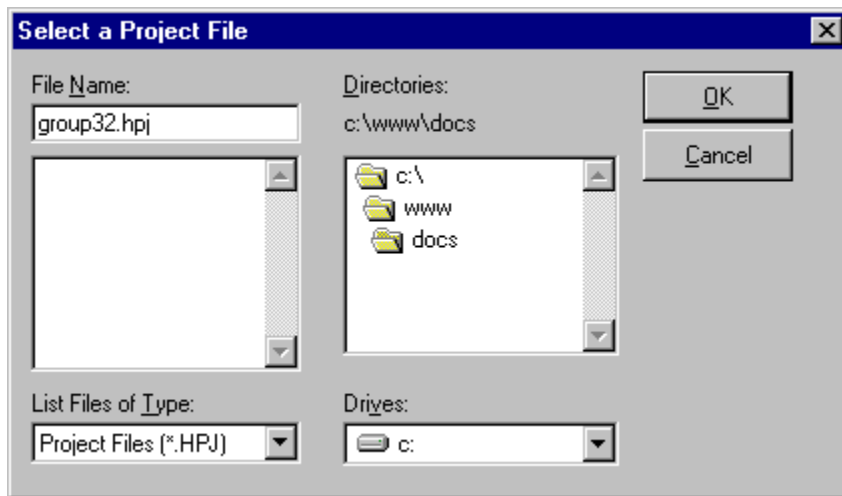 Select a Project File
File Name:
group32.hpj
Directories:
c:\www\docs
c:\
www
docs
OK
Cancel
List Files of Type:
Project Files (*.HPJ)
Drives:
c: